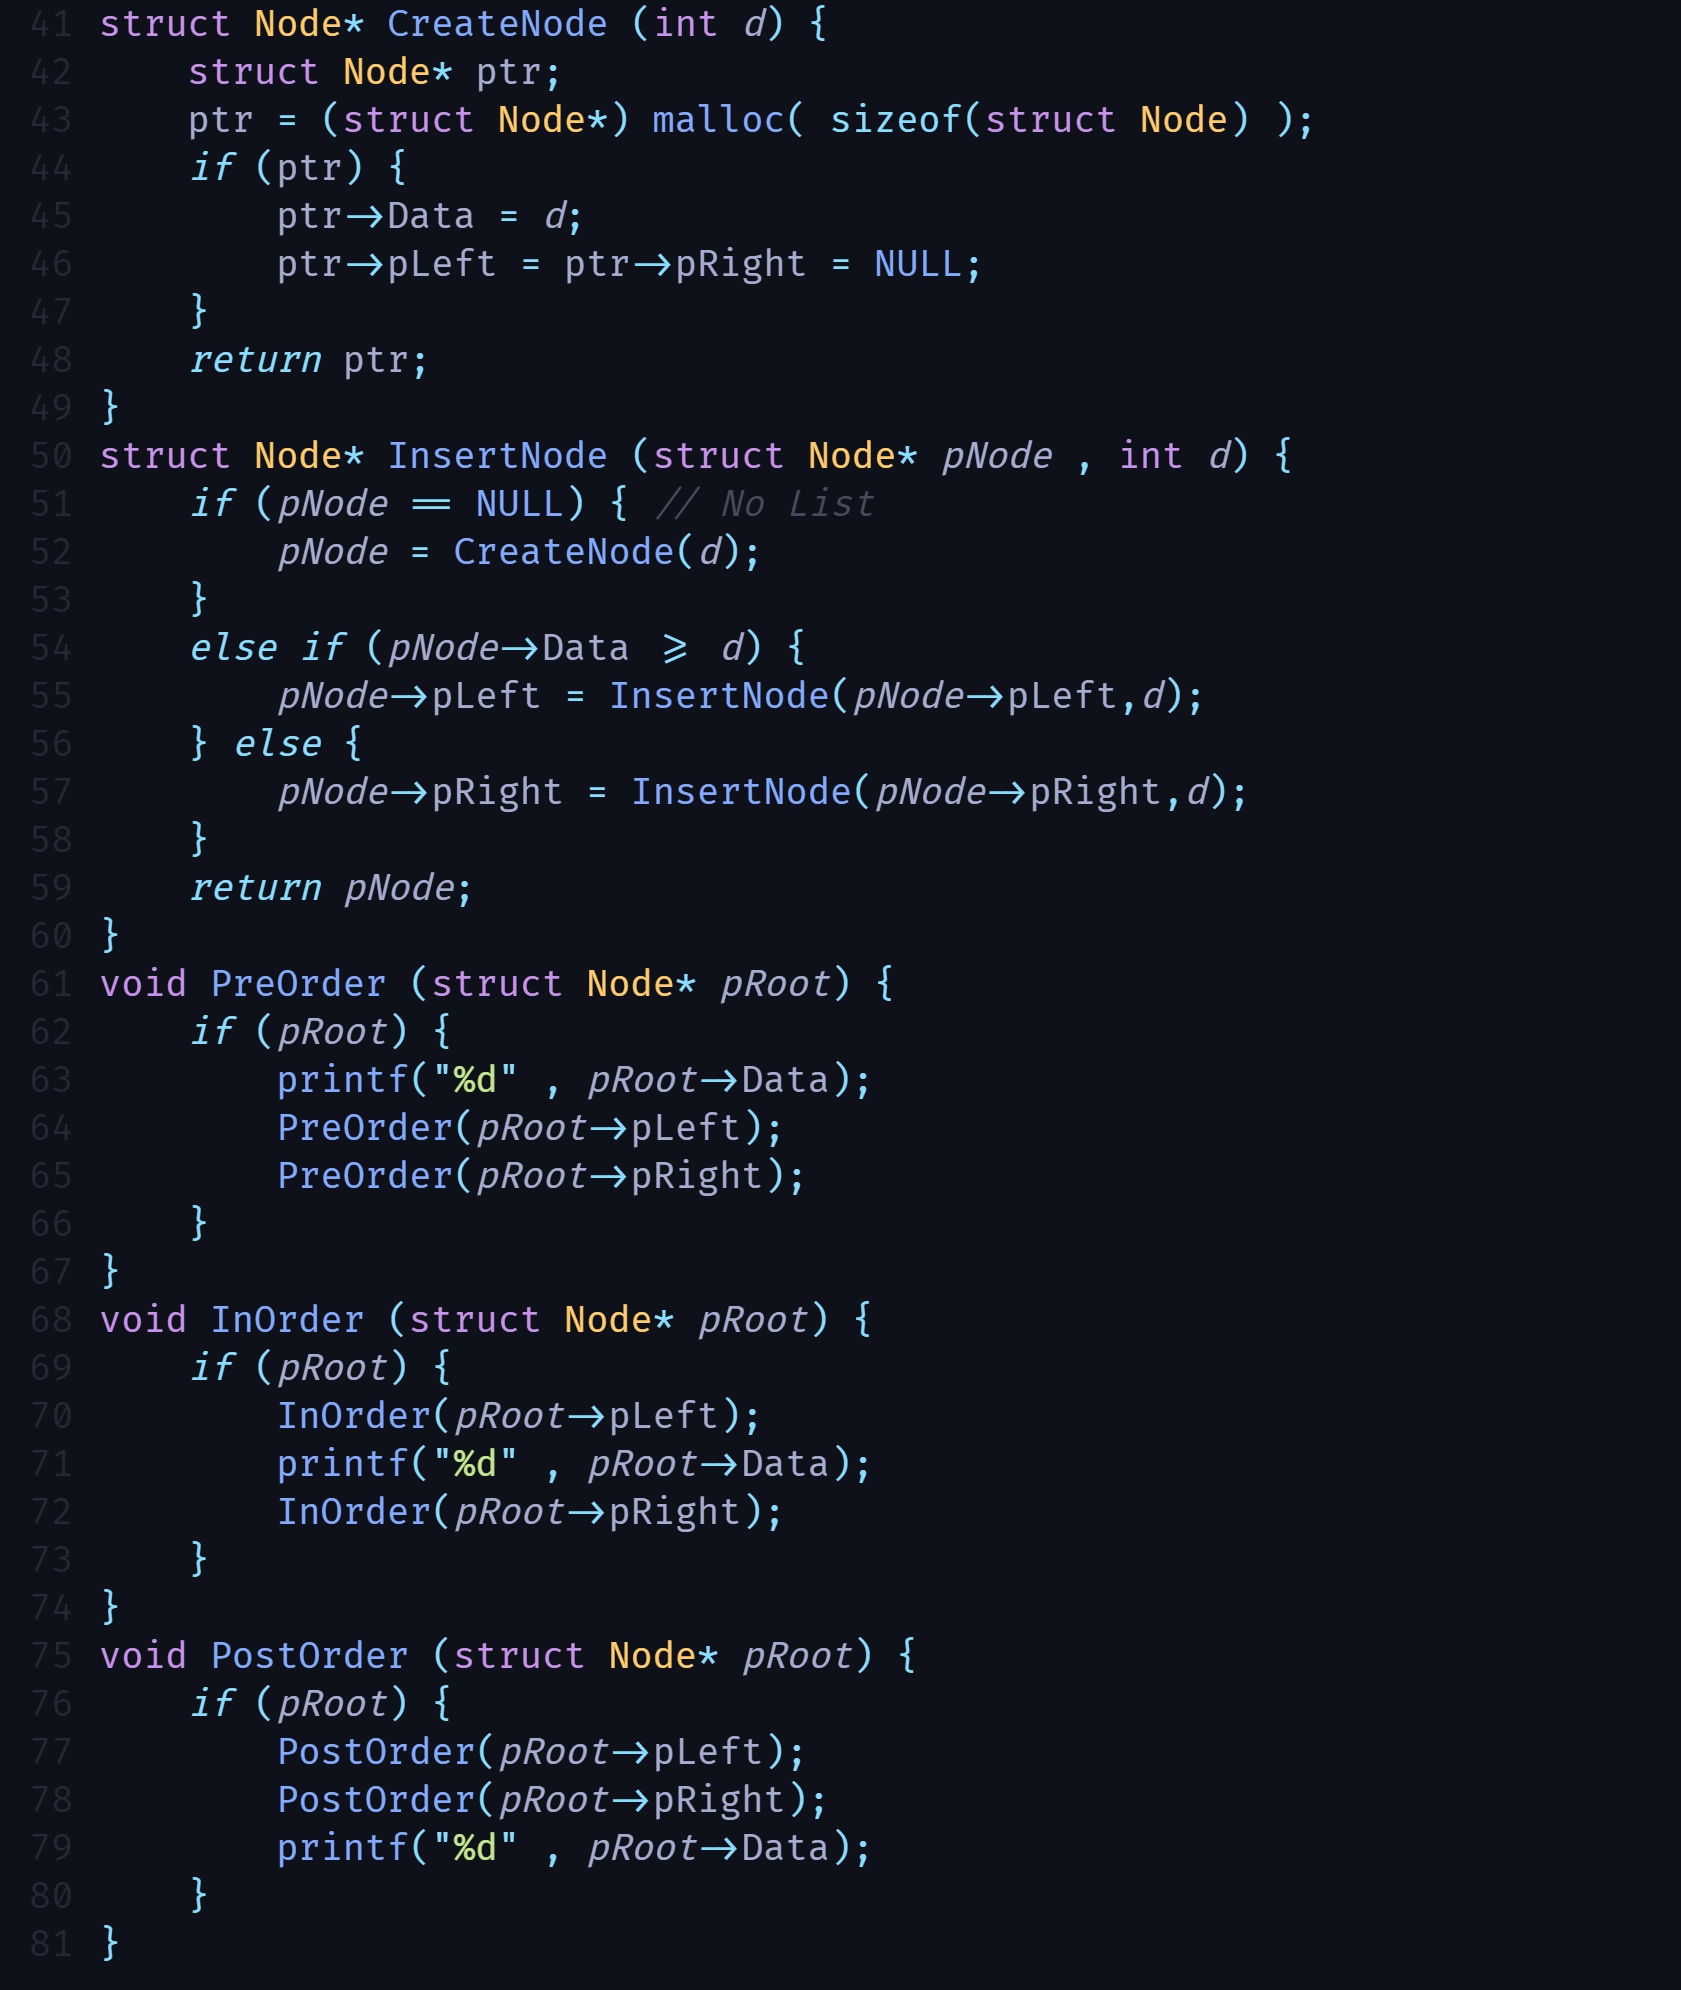 41 struct Node* CreateNode (int d) {
42     struct Node* ptr;
43     ptr = (struct Node*) malloc( sizeof(struct Node) );
44     if (ptr) {
45         ptr->Data = d;
46         ptr->pLeft = ptr->pRight = NULL;
47     }
48     return ptr;
49 }
50 struct Node* InsertNode (struct Node* pNode , int d) {
51     if (pNode == NULL) { // No List
52         pNode = CreateNode(d);
53     }
54     else if (pNode->Data >= d) {
55         pNode->pLeft = InsertNode(pNode->pLeft,d);
56     } else {
57         pNode->pRight = InsertNode(pNode->pRight,d);
58     }
59     return pNode;
60 }
61 void PreOrder (struct Node* pRoot) {
62     if (pRoot) {
63         printf("%d" , pRoot->Data);
64         PreOrder(pRoot->pLeft);
65         PreOrder(pRoot->pRight);
66     }
67 }
68 void InOrder (struct Node* pRoot) {
69     if (pRoot) {
70         InOrder(pRoot->pLeft);
71         printf("%d" , pRoot->Data);
72         InOrder(pRoot->pRight);
73     }
74 }
75 void PostOrder (struct Node* pRoot) {
76     if (pRoot) {
77         PostOrder(pRoot->pLeft);
78         PostOrder(pRoot->pRight);
79         printf("%d" , pRoot->Data);
80     }
81 }